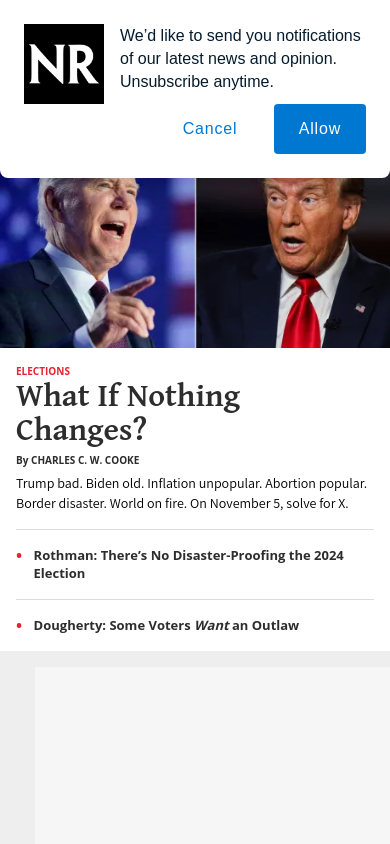 NR
We’d like to send you notifications
of our latest news and opinion.
Unsubscribe anytime.
Cancel
Allow
ELECTIONS
What If Nothing
Changes?
By CHARLES C. W. COOKE
Trump bad. Biden old. Inflation unpopular. Abortion popular.
Border disaster. World on fire. On November 5, solve for X.
• Rothman: There’s No Disaster-Proofing the 2024
Election
• Dougherty: Some Voters Want an Outlaw